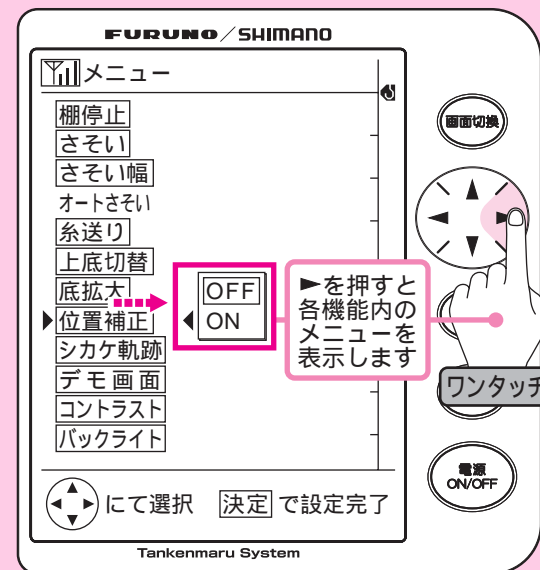 FURUNO/SHIMANO
メニュー
画面切換
棚停止
さそい
さそい幅
オートさそい
糸送り
上底切替
底拡大
位置補正
シカケ軌跡
デモ画面
コントラスト
バックライト
OFF
ON
►を押すと
各機能内の
メニューを
表示します
ワンタッチ
電源
ON/OFF
にて選択 決定 で設定完了
Tankenmaru System